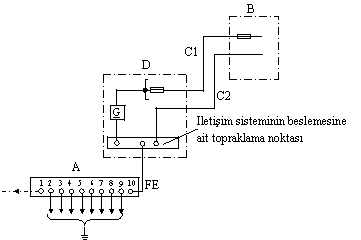 B
C1
D
C2
G
İletişim sisteminin beslemesine
ait topraklama noktası
A
FE
1 2 3 4 5 6 7 8 9 10